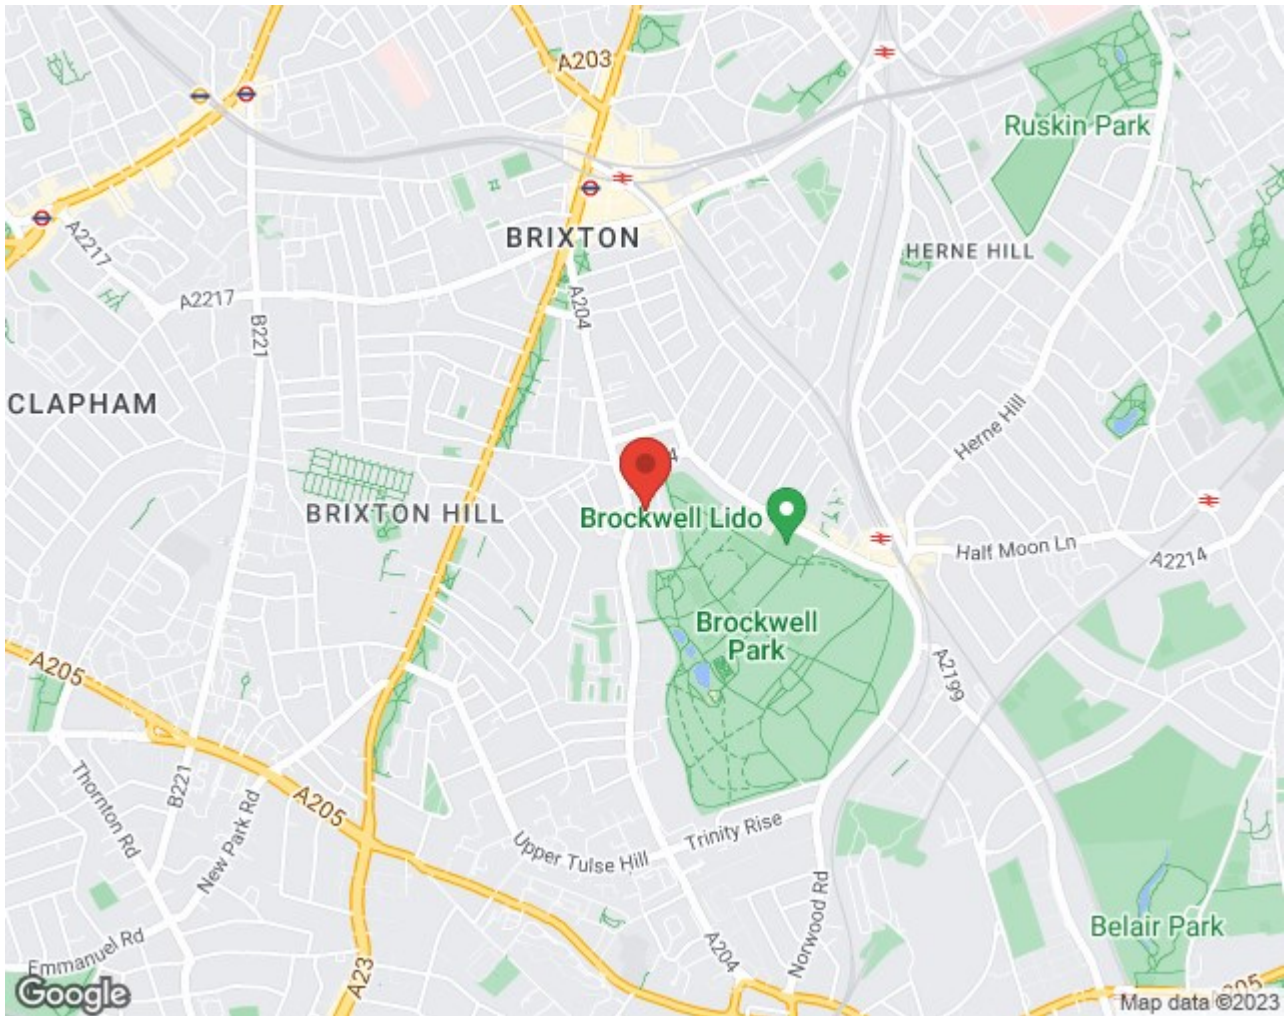 A203
Ruskin Park
BRIXTON
HERNE HILL
A2217
A2217
A204
B221
CLAPHAM
Herne Hill
4
BRIXTON HILL
Brockwell Lido
Half Moon Ln
A2214
Brockwell
Park
A205
A2199
Thornton Rd
B221
New Park Rd
A205
Upper Tulse Hill
Trinity Rise
Norwood Rd
Belair Park
Emmanuel Rd
A23
A204
A205
Google
Map data ©2023